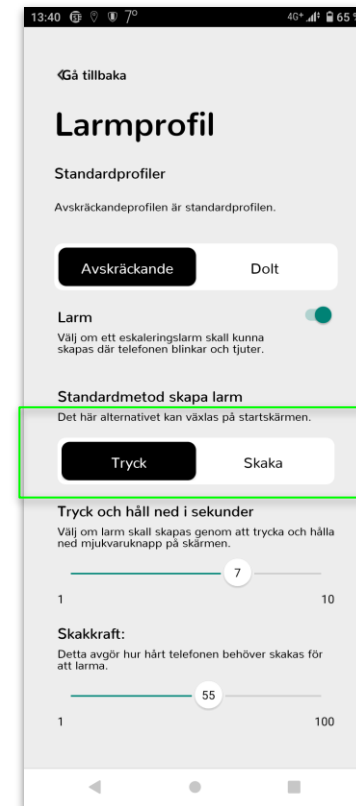 13:40 7°
4G+ 65 %
Gå tillbaka
Larmprofil
Standardprofiler
Avskräckandeprofilen är standardprofilen.
Avskräckande Dolt
Larm
Välj om ett eskaleringslarm skall kunna
skapas där telefonen blinkar och tjuter.
Standardmetod skapa larm
Det här alternativet kan växlas på startskärmen.
Tryck Skaka
Tryck och håll ned i sekunder
Välj om larm skall skapas genom att trycka och hålla
ned mjukvaruknapp på skärmen.
7
1 10
Skakkraft:
Detta avgör hur hårt telefonen behöver skakas för
att larma.
55
1 100